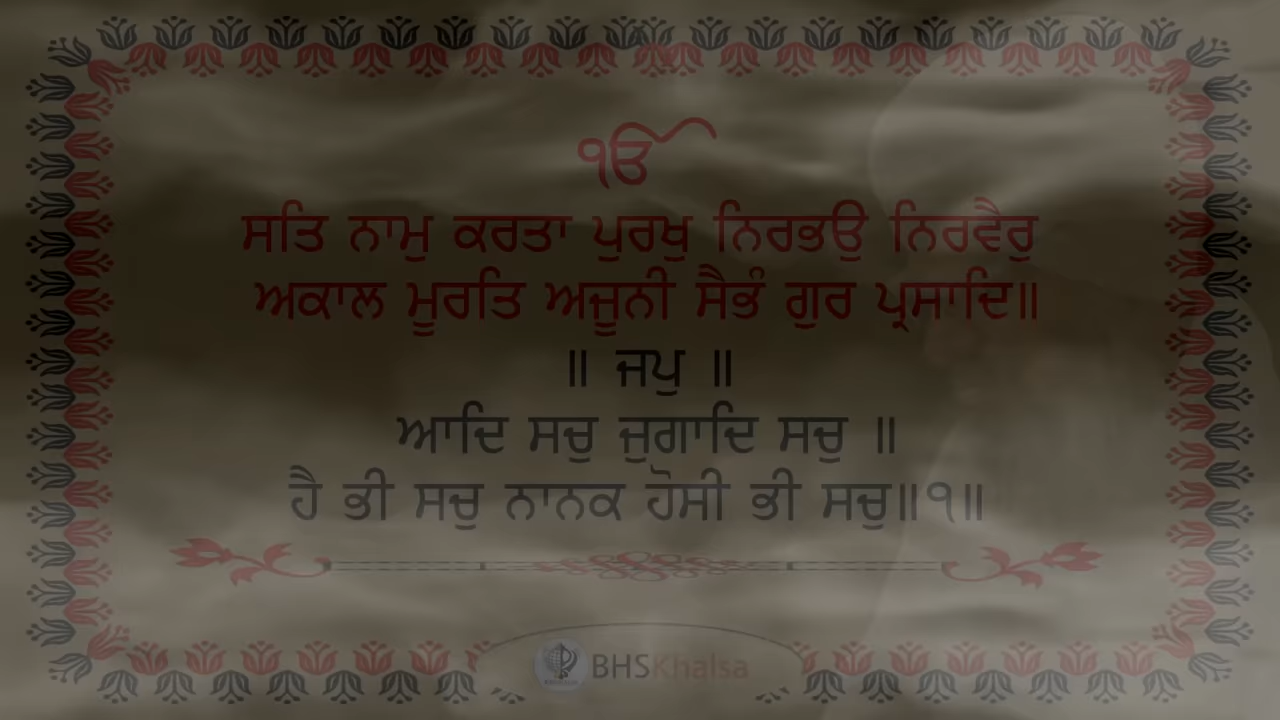 ੴ
ਸਤਿ ਨਾਮੁ ਕਰਤਾ ਪੁਰਖੁ ਨਿਰਭਉ ਨਿਰਵੈਰੁ
ਅਕਾਲ ਮੂਰਤਿ ਅਜੂਨੀ ਸੈਭੰ ਗੁਰ ਪ੍ਰਸਾਦਿ॥
॥ ਜਪੁ ॥
ਆਦਿ ਸਚੁ ਜੁਗਾਦਿ ਸਚੁ ॥
ਹੈ ਭੀ ਸਚੁ ਨਾਨਕ ਹੋਸੀ ਭੀ ਸਚੁ॥੧॥
BHSKhalsa